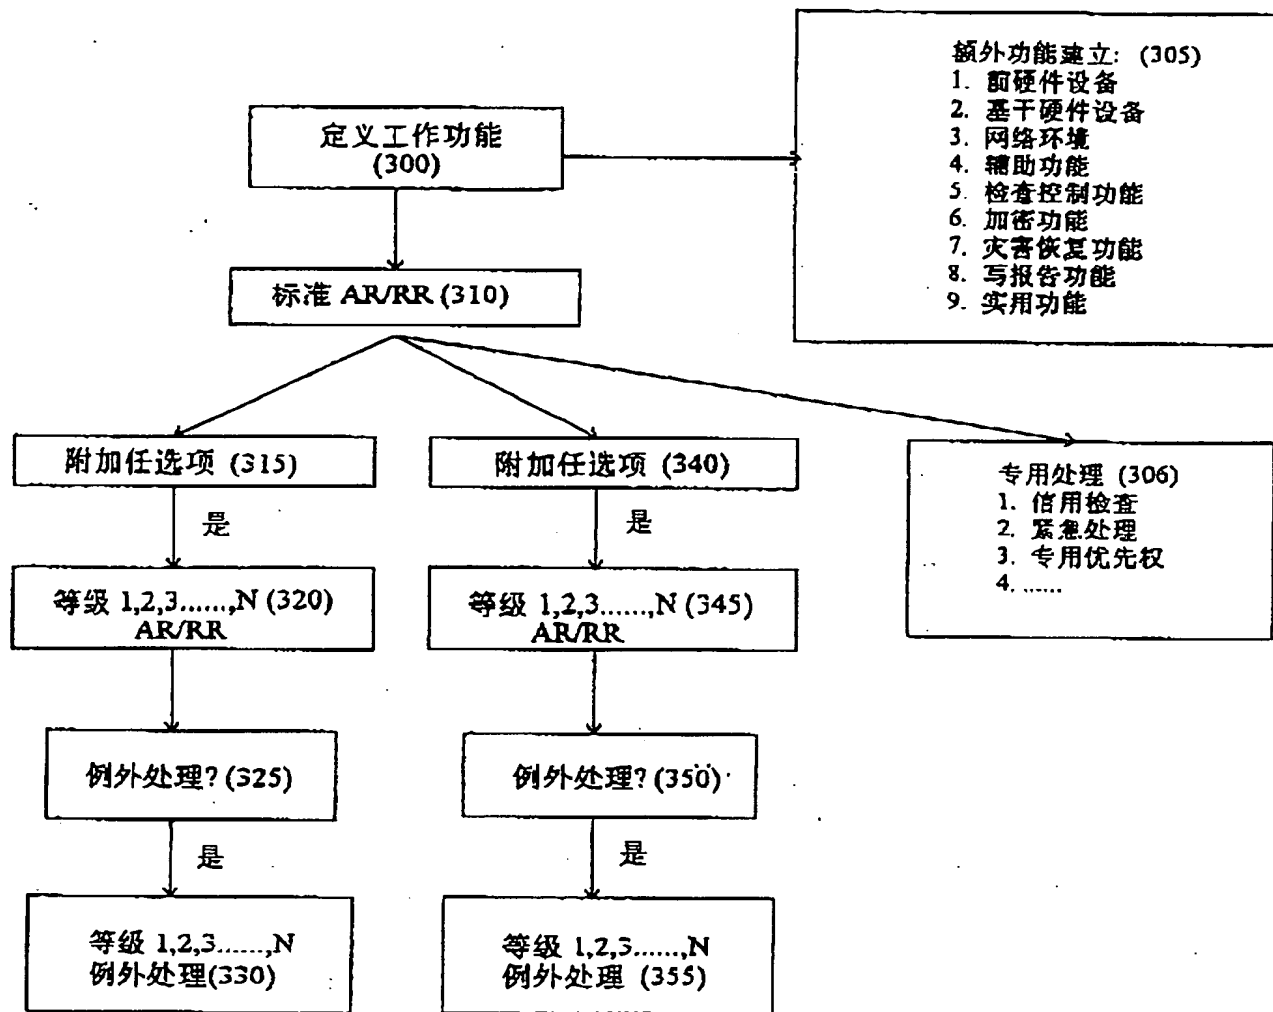 额外功能建立: (305)
1. 前硬件设备
2. 基于硬件设备
3. 网络环境
4. 辅助功能
5. 检查控制功能
6. 加密功能
7. 灾害恢复功能
8. 写报告功能
9. 实用功能
定义工作功能
(300)
标准 AR/RR (310)
附加任选项 (315)
附加任选项 (340)
专用处理 (306)
1. 信用检查
2. 紧急处理
3. 专用优先权
4. ......
是
是
等级 1,2,3......,N (320)
AR/RR
等级 1,2,3......,N (345)
AR/RR
例外处理? (325)
例外处理? (350)
是
是
等级 1,2,3......,N
例外处理(330)
等级 1,2,3......,N
例外处理 (355)